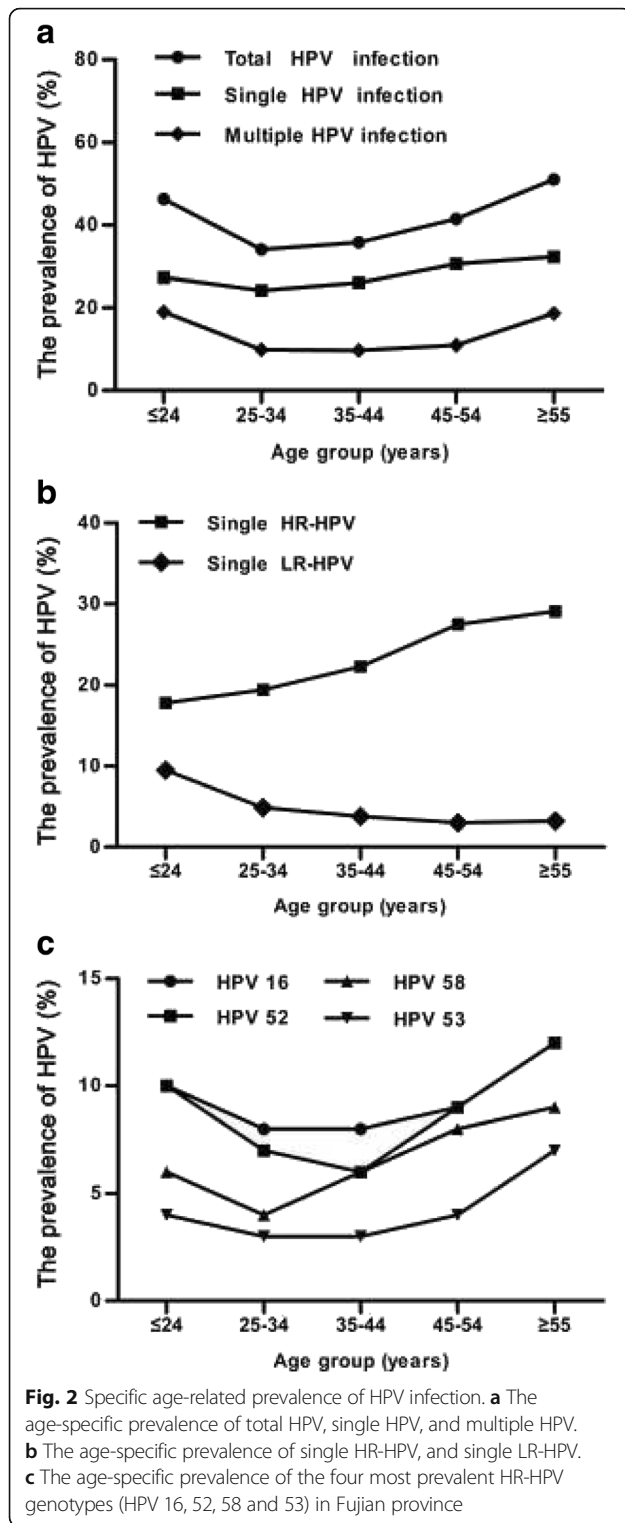 a
80
60
40
20
0
The prevalence of HPV (%)
Total HPV infection
Single HPV infection
Multiple HPV infection
≤24 25-34 35-44 45-54 ≥55
Age group (years)
b
40
30
20
10
0
The prevalence of HPV (%)
Single HR-HPV
Single LR-HPV
≤24 25-34 35-44 45-54 ≥55
Age group (years)
c
15
10
5
0
The prevalence of HPV (%)
HPV 16 HPV 58
HPV 52 HPV 53
≤24 25-34 35-44 45-54 ≥55
Age group (years)
Fig. 2 Specific age-related prevalence of HPV infection. a The
age-specific prevalence of total HPV, single HPV, and multiple HPV.
b The age-specific prevalence of single HR-HPV, and single LR-HPV.
c The age-specific prevalence of the four most prevalent HR-HPV
genotypes (HPV 16, 52, 58 and 53) in Fujian province